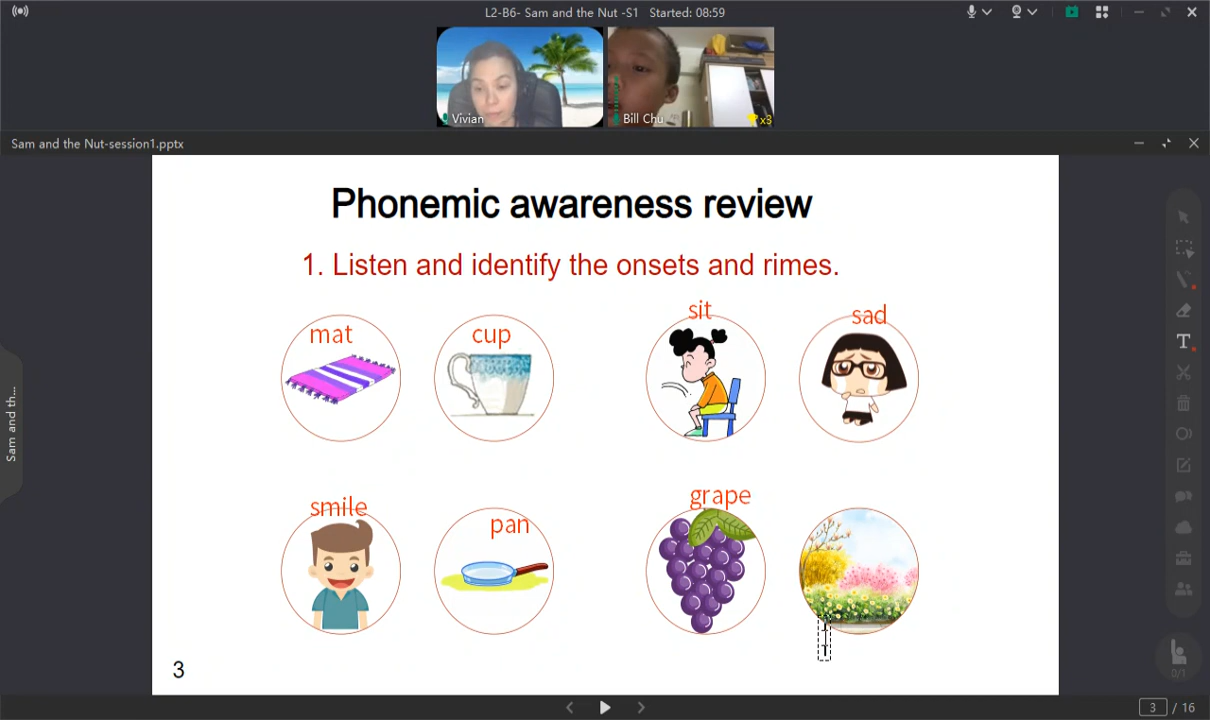 L2-B6- Sam and the Nut -S1 Started: 08:59
Vivian
Bill Chu
x3
Sam and the Nut-session1.pptx
Phonemic awareness review
1. Listen and identify the onsets and rimes.
mat
cup
sit
sad
smile
pan
grape
3
Sam and th...
T
0/1
3 / 16